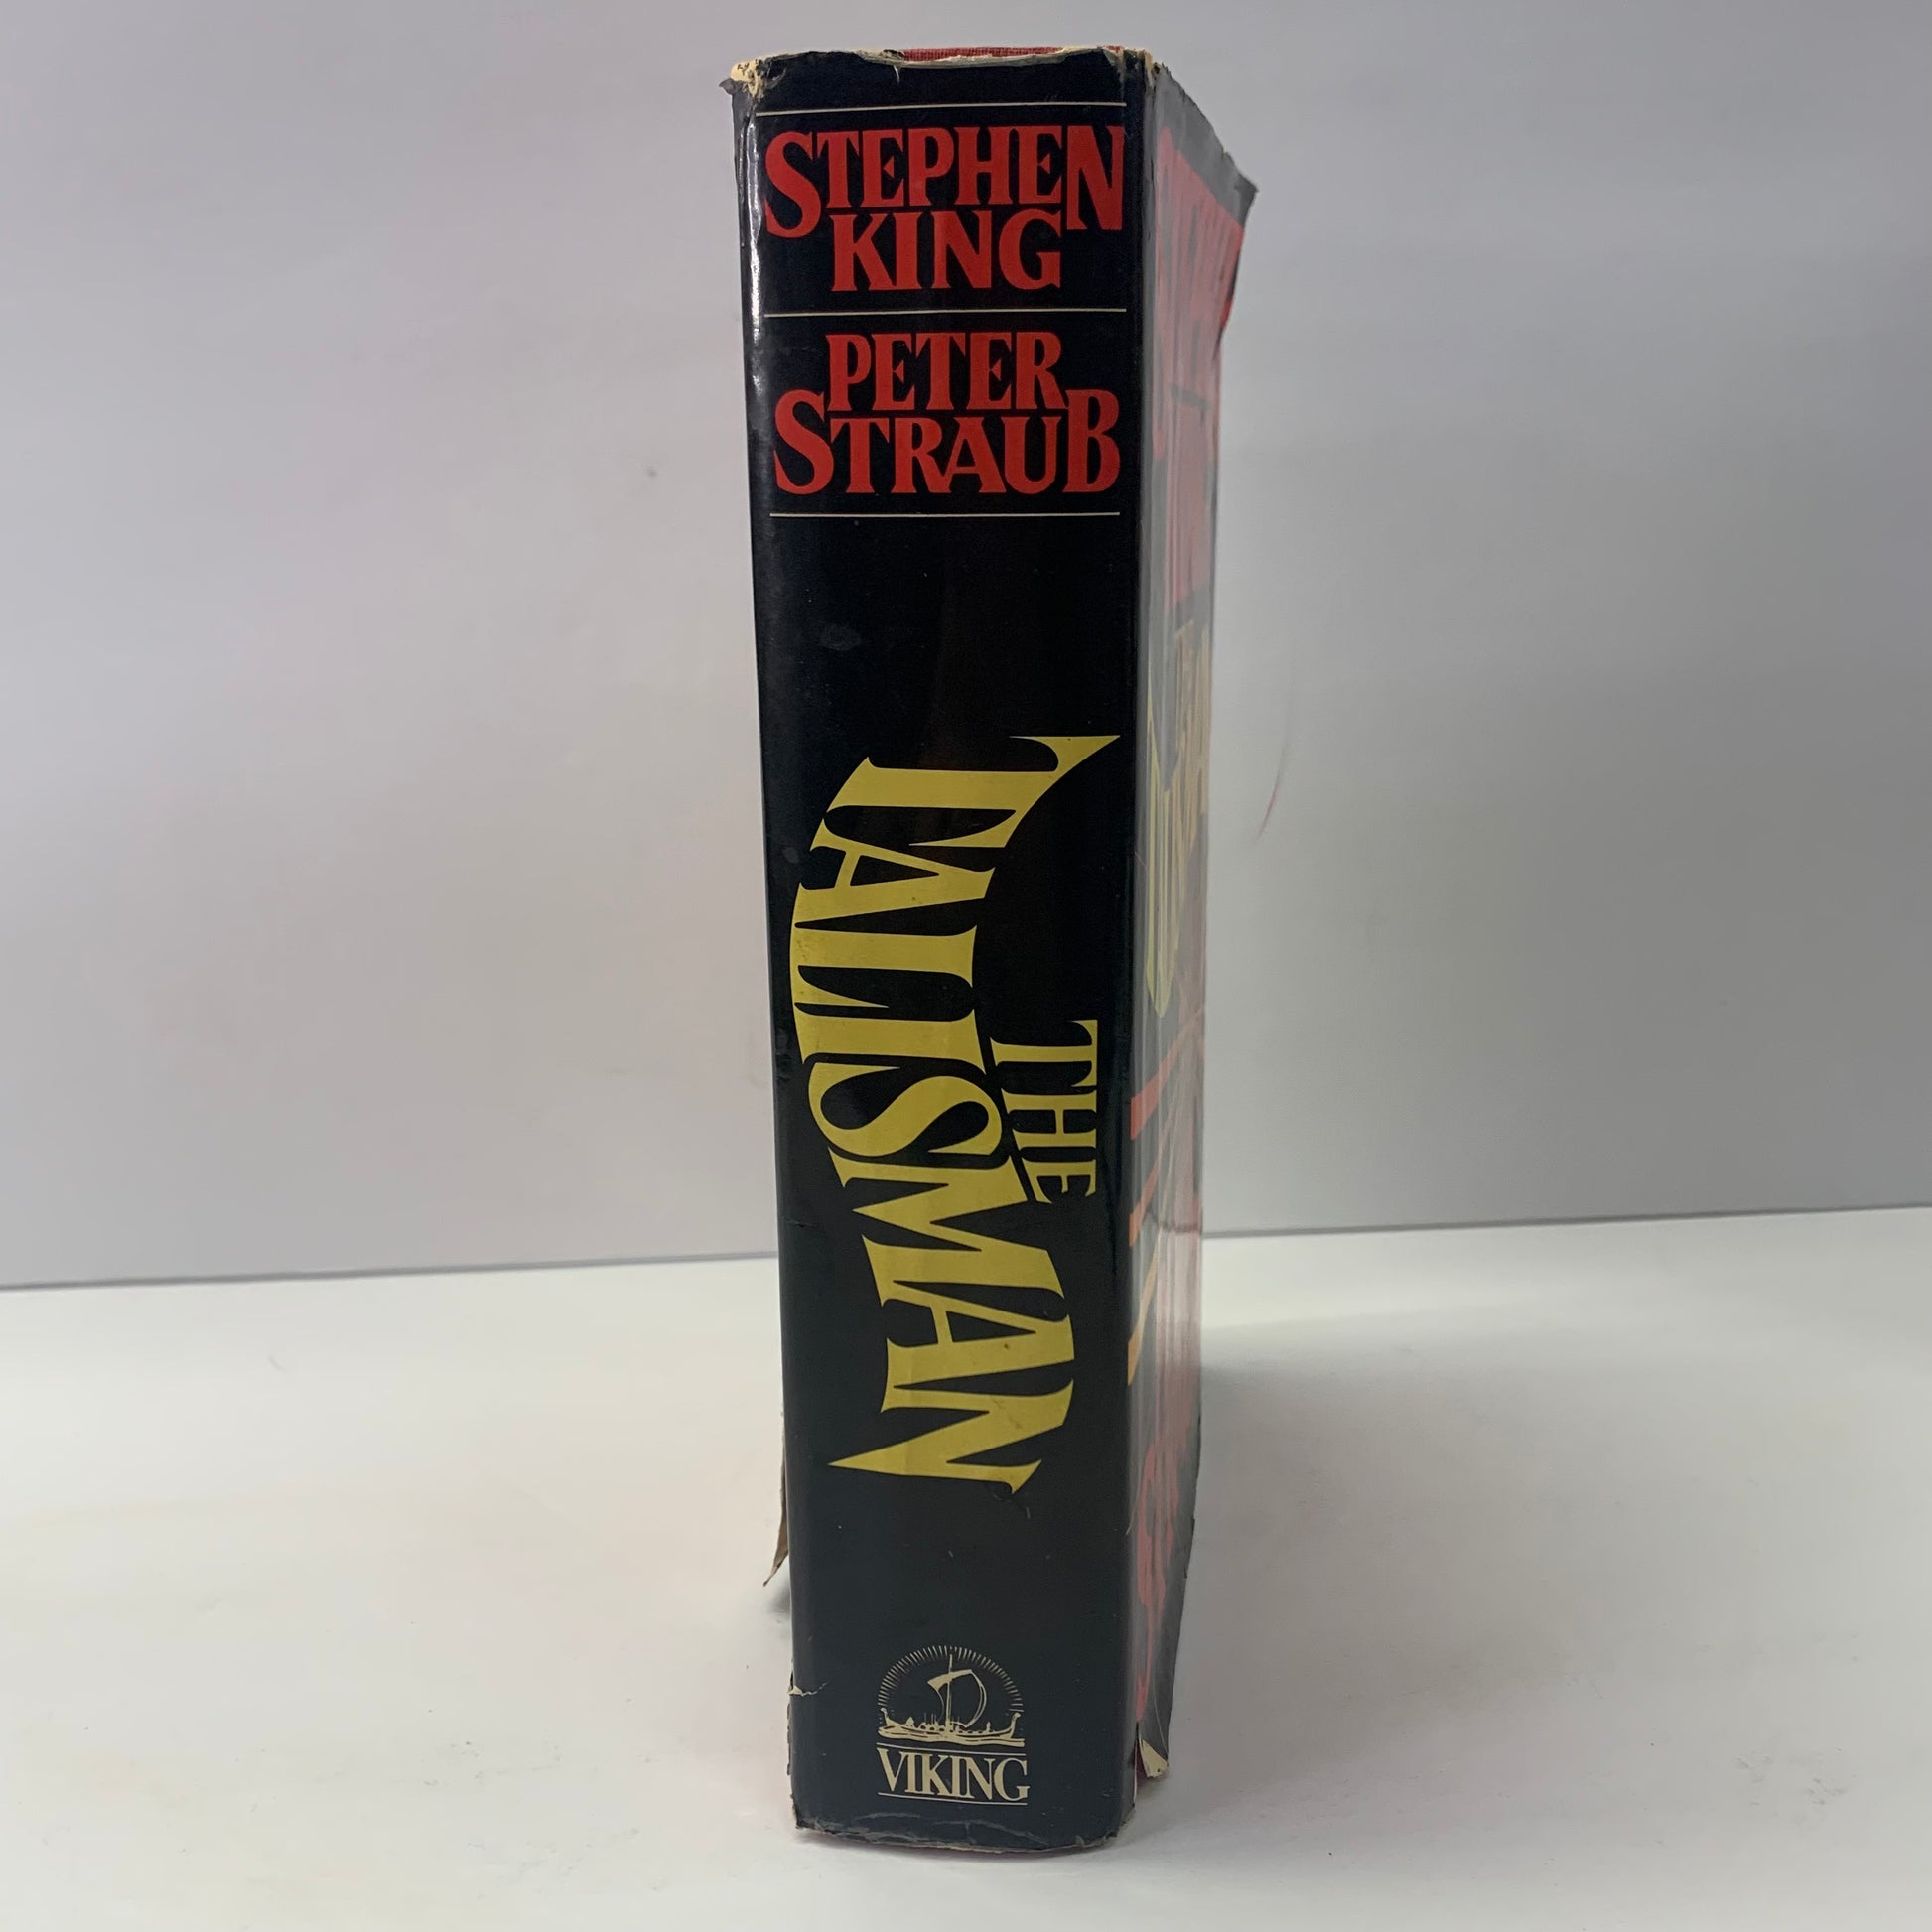 STEPHEN
KING
PETER
STRAUB
THE
TALISMAN
VIKING